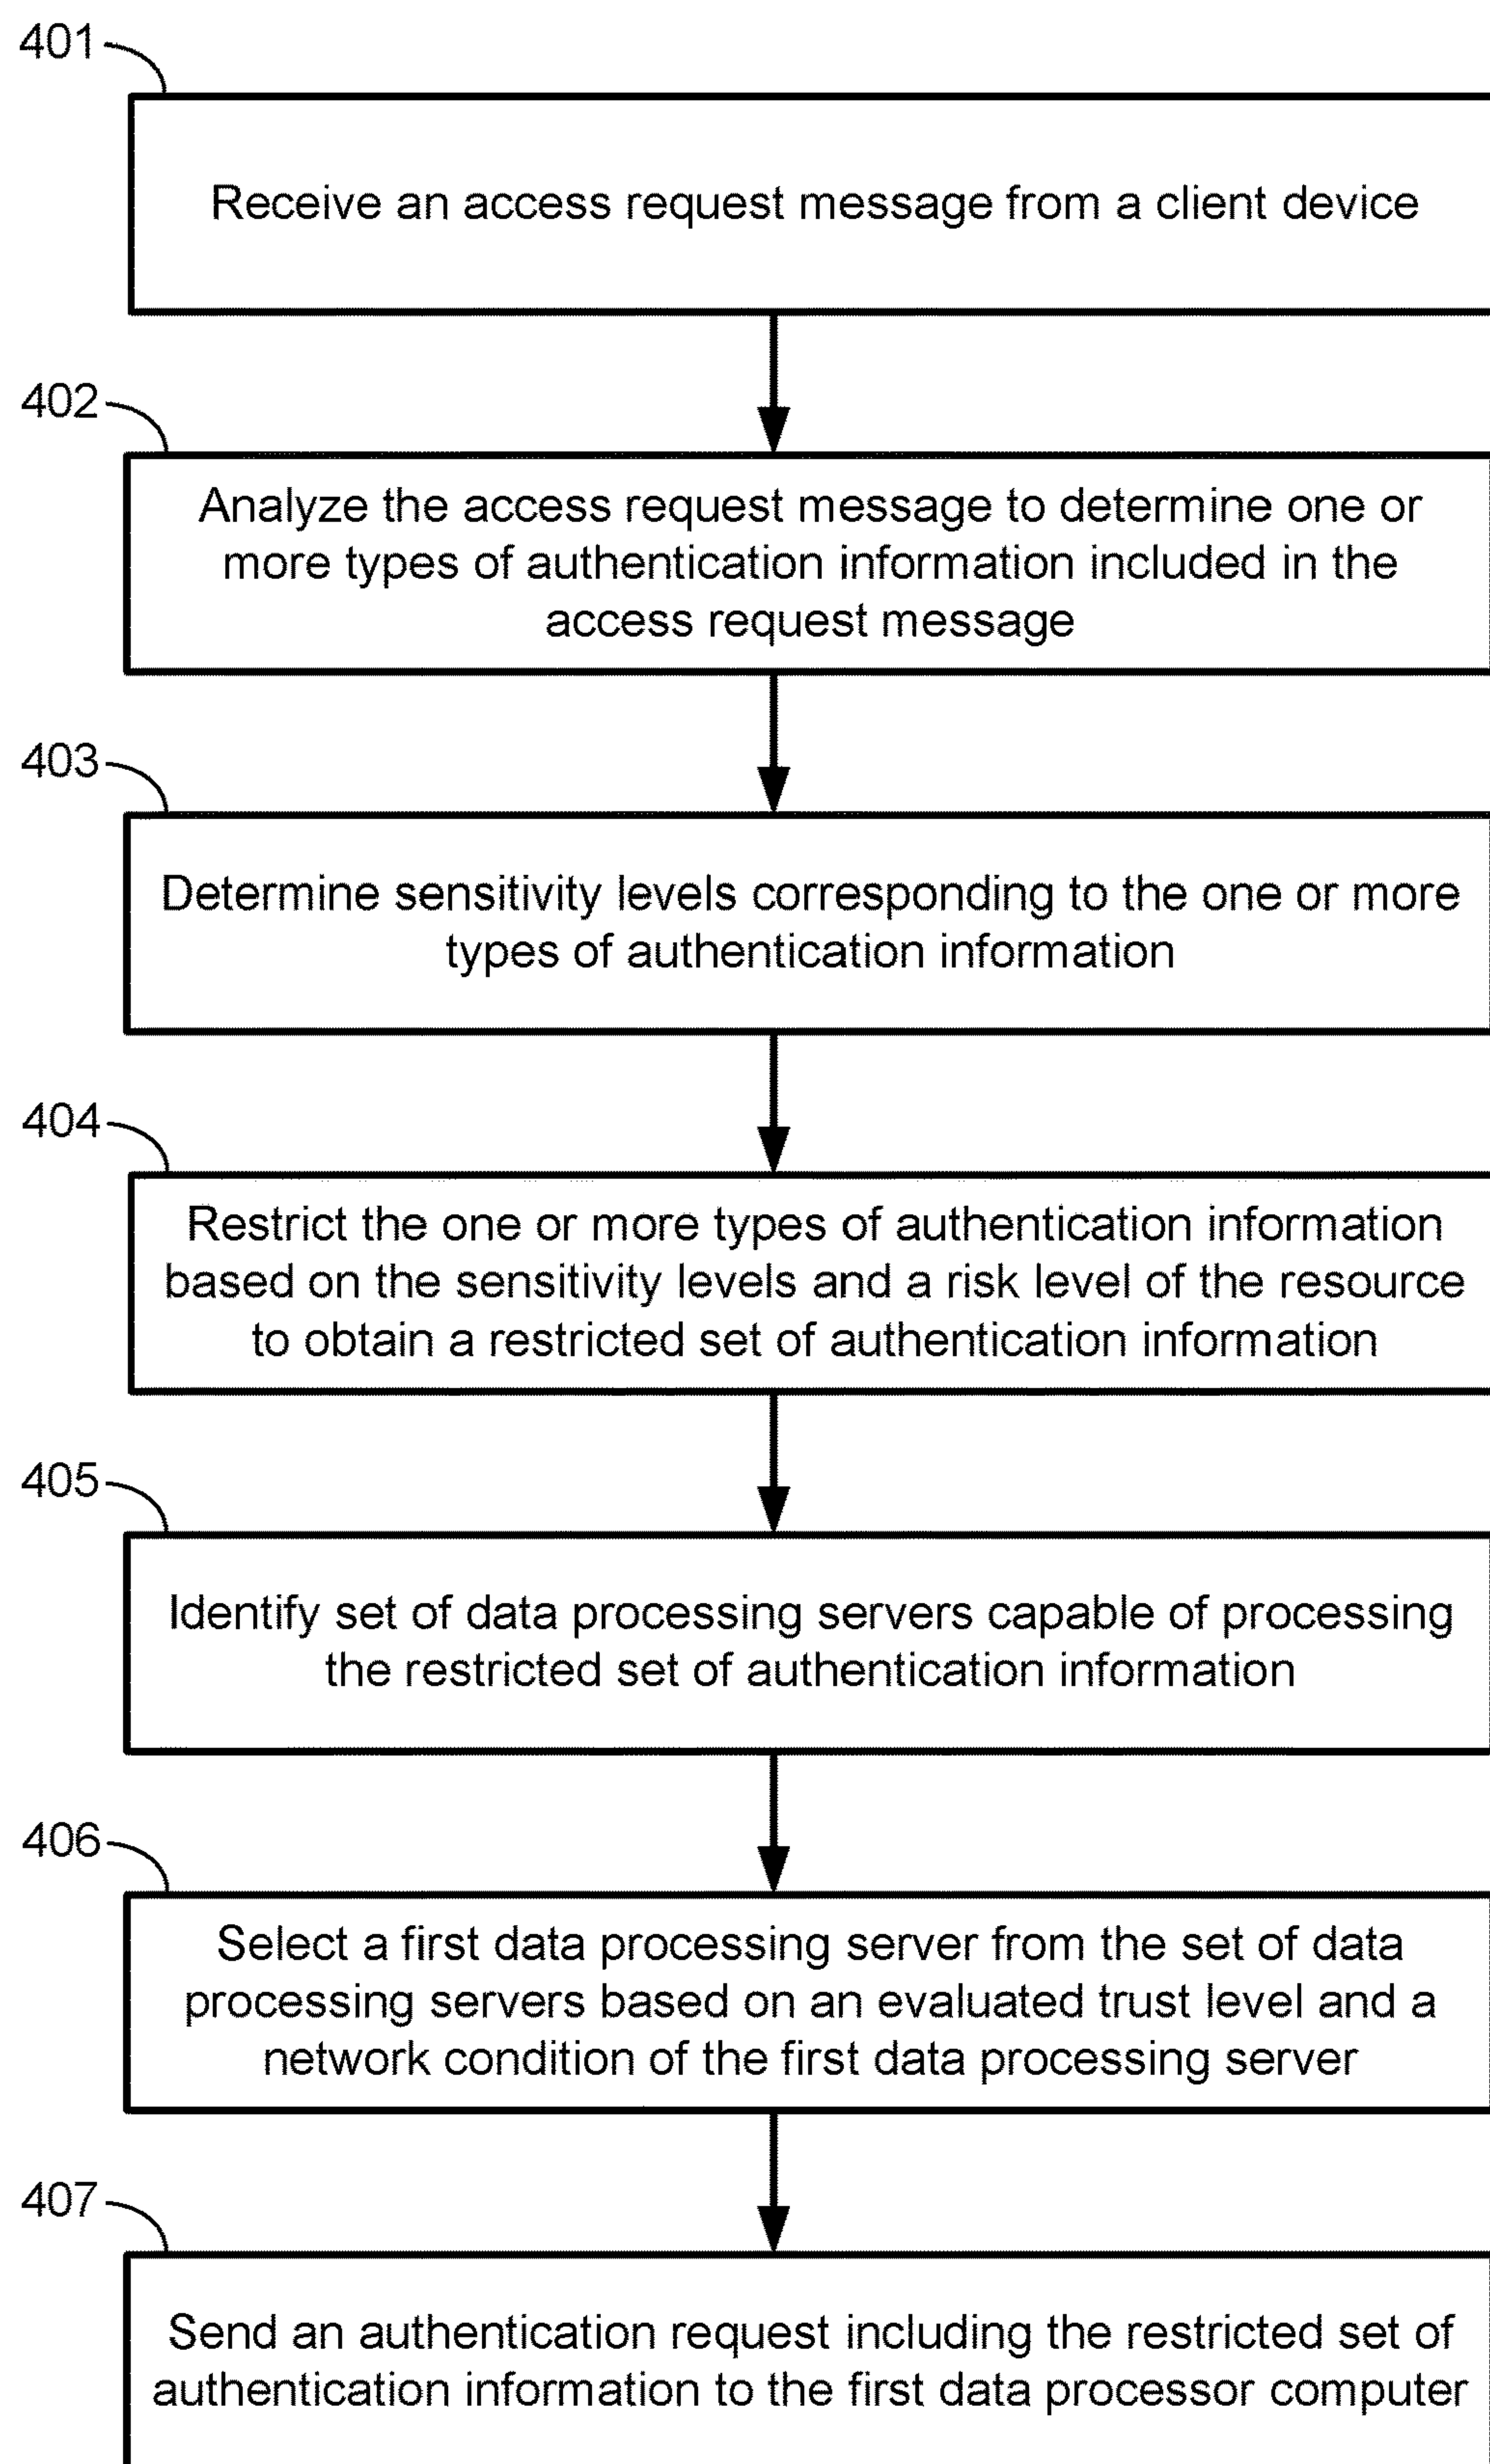 401
Receive an access request message from a client device
402
Analyze the access request message to determine one or
more types of authentication information included in the
access request message
403
Determine sensitivity levels corresponding to the one or more
types of authentication information
404
Restrict the one or more types of authentication information
based on the sensitivity levels and a risk level of the resource
to obtain a restricted set of authentication information
405
Identify set of data processing servers capable of processing
the restricted set of authentication information
406
Select a first data processing server from the set of data
processing servers based on an evaluated trust level and a
network condition of the first data processing server
407
Send an authentication request including the restricted set of
authentication information to the first data processor computer